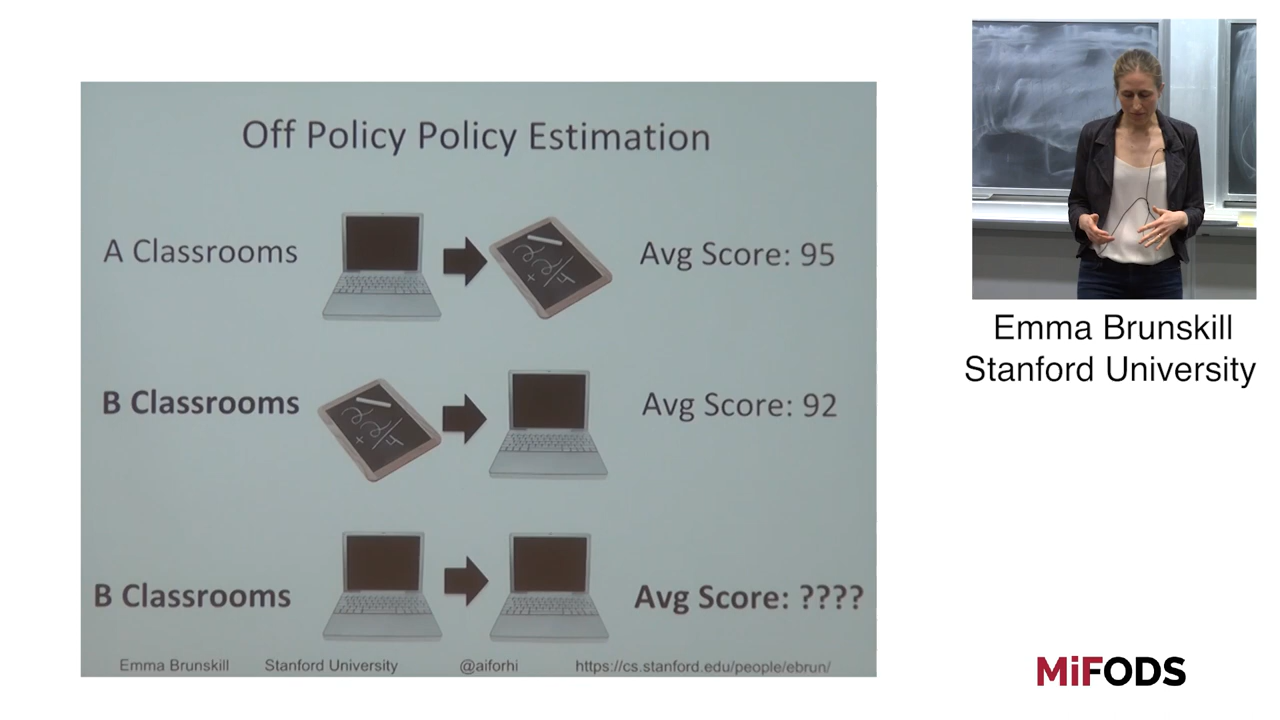 Off Policy Policy Estimation
A Classrooms
Avg Score: 95
B Classrooms
Avg Score: 92
B Classrooms
Avg Score: ????
Emma Brunskill Stanford University @aiforhi https://cs.stanford.edu/people/ebrun/
Emma Brunskill
Stanford University
MiFODS